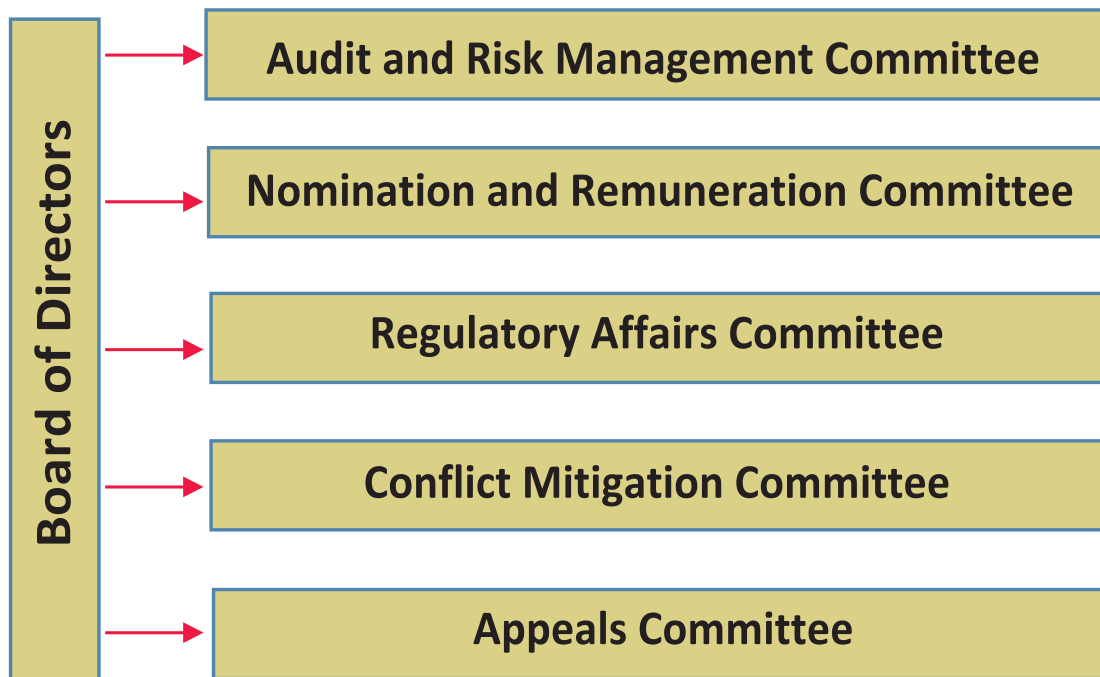 Board of Directors
Audit and Risk Management Committee
Nomination and Remuneration Committee
Regulatory Affairs Committee
Conflict Mitigation Committee
Appeals Committee